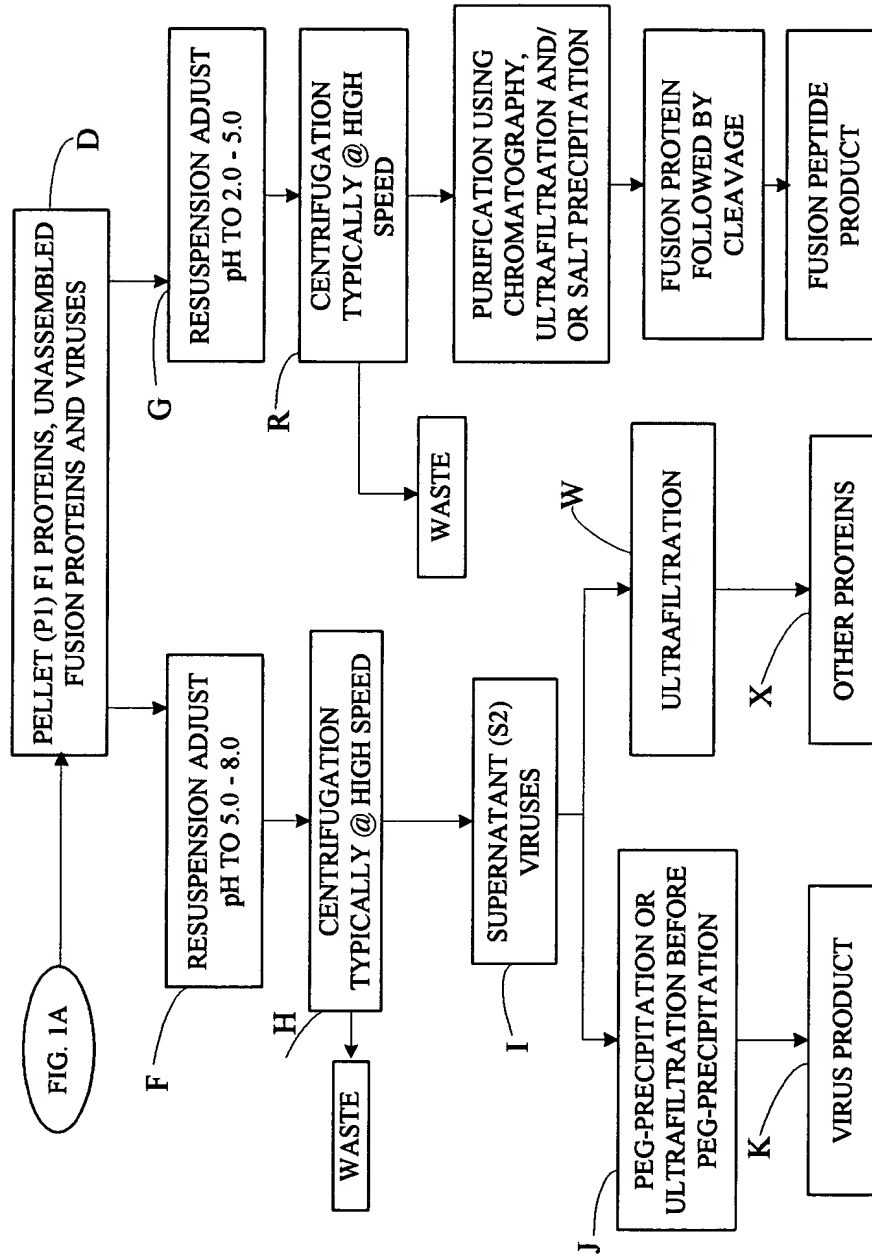 FIG. 1A
PELLET (P1) F1 PROTEINS, UNASSEMBLED
FUSION PROTEINS AND VIRUSES
D
F
RESUSPENSION ADJUST
pH TO 5.0 - 8.0
G
RESUSPENSION ADJUST
pH TO 2.0 - 5.0
H
CENTRIFUGATION
TYPICALLY @ HIGH SPEED
WASTE
R
CENTRIFUGATION
TYPICALLY @ HIGH
SPEED
WASTE
I
SUPERNATANT (S2)
VIRUSES
PURIFICATION USING
CHROMATOGRAPHY,
ULTRAFILTRATION AND/
OR SALT PRECIPITATION
J
PEG-PRECIPITATION OR
ULTRAFILTRATION BEFORE
PEG-PRECIPITATION
W
ULTRAFILTRATION
FUSION PROTEIN
FOLLOWED BY
CLEAVAGE
K
VIRUS PRODUCT
X
OTHER PROTEINS
FUSION PEPTIDE
PRODUCT